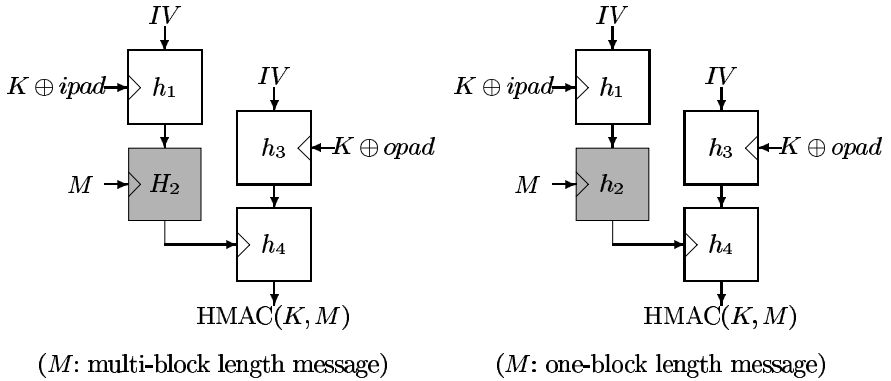 IV
K ⊕ ipad
h₁
IV
h₃
K ⊕ opad
M
H₂
h₄
HMAC(K, M)
(M: multi-block length message)
IV
K ⊕ ipad
h₁
IV
h₃
K ⊕ opad
M
h₂
h₄
HMAC(K, M)
(M: one-block length message)